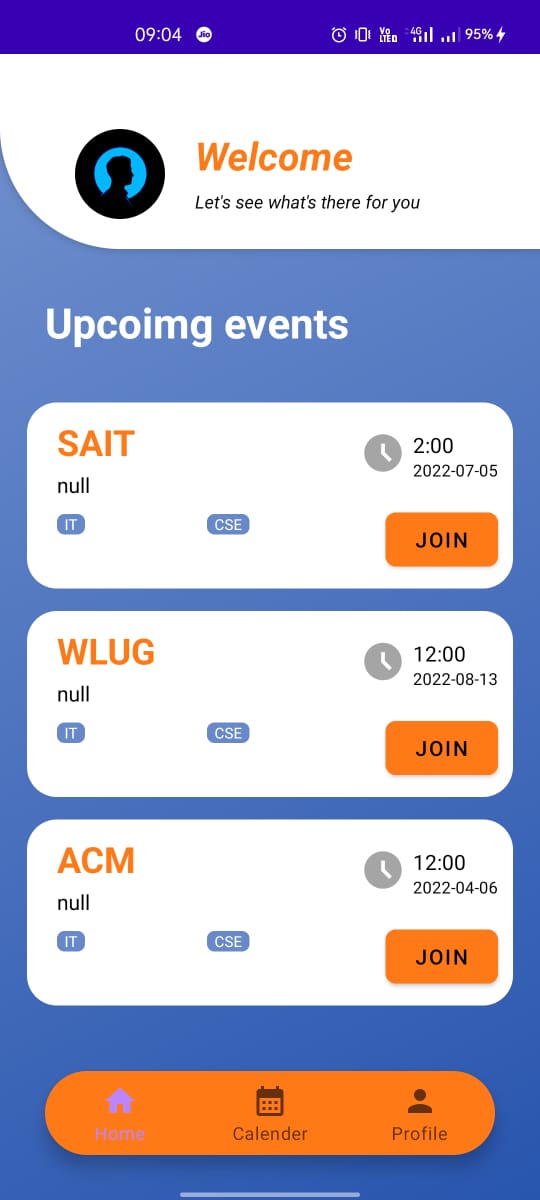 09:04 Jio Vo LTE 4G 95%
Welcome
Let's see what's there for you
Upcoimg events
SAIT
2:00
null
2022-07-05
IT CSE
JOIN
WLUG
12:00
null
2022-08-13
IT CSE
JOIN
ACM
12:00
null
2022-04-06
IT CSE
JOIN
Home Calender Profile